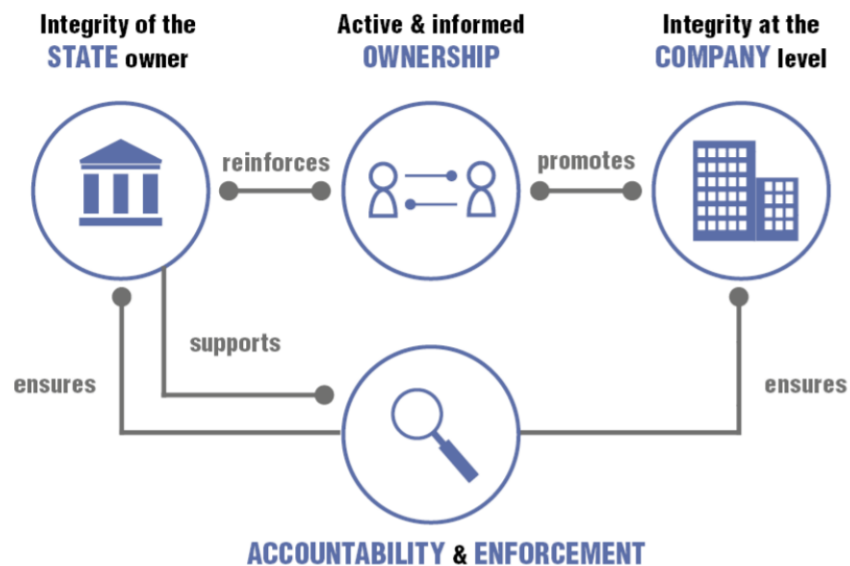 Integrity of the
STATE owner
Active & informed
OWNERSHIP
Integrity at the
COMPANY level
reinforces
promotes
supports
ensures
ensures
ACCOUNTABILITY & ENFORCEMENT